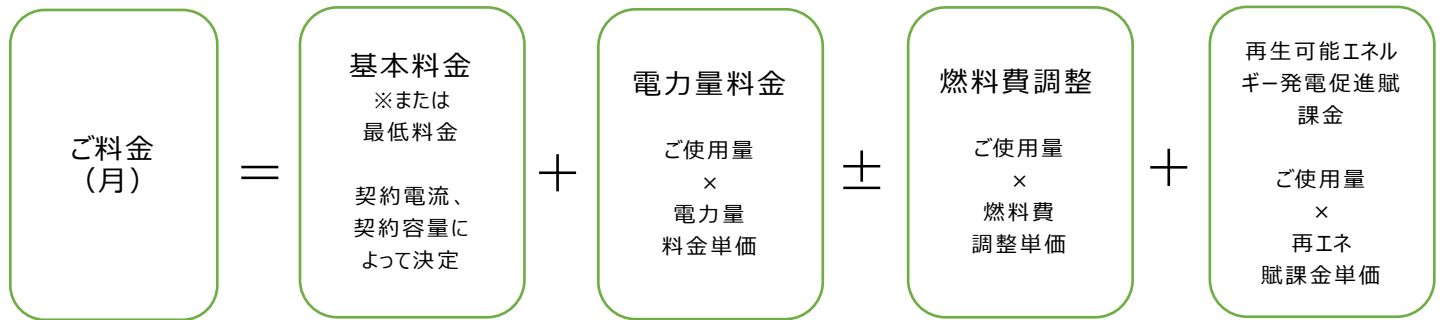 ご料金
（月）
＝
基本料金
※または
最低料金
契約電流、
契約容量に
よって決定
＋
電力量料金
ご使用量
×
電力量
料金単価
±
燃料費調整
ご使用量
×
燃料費
調整単価
＋
再生可能エネル
ギー発電促進賦
課金
ご使用量
×
再エネ
賦課金単価